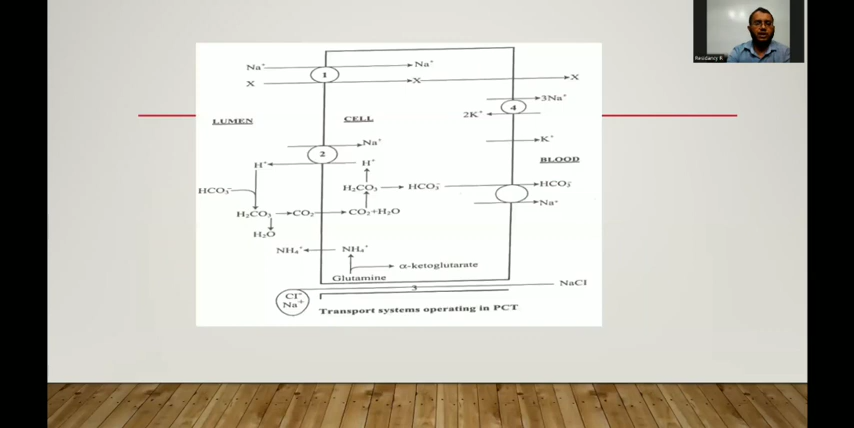 Residency R
Na⁺ Na⁺
1
X X X
3Na⁺
4
2K⁺
LUMEN CELL
Na⁺
K⁺
2
H⁺ H⁺ BLOOD
HCO₃⁻ H₂CO₃ HCO₃⁻ HCO₃⁻
Na⁺
H₂CO₃ CO₂ CO₂+H₂O
H₂O
NH₄⁺ NH₄⁺
α-ketoglutarate
Glutamine
NaCl
3
Cl⁻
Na⁺
Transport systems operating in PCT